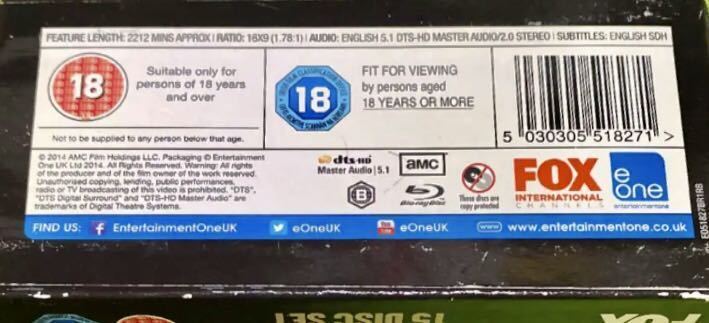 FEATURE LENGTH: 2212 MINS APPROX | RATIO: 16X9 (1.78:1) | AUDIO: ENGLISH 5.1 DTS-HD MASTER AUDIO/2.0 STEREO | SUBTITLES: ENGLISH SDH
18
Suitable only for
persons of 18 years
and over
Not to be supplied to any person below that age.
18
FIT FOR VIEWING
by persons aged
18 YEARS OR MORE
5 030305 518271 >
© 2014 AMC Film Holdings LLC. Packaging © Entertainment
One UK Ltd 2014. All Rights Reserved. Warning: All rights
of the producer and of the film owner of the work reserved.
Unauthorised copying, lending, public performances,
radio or TV broadcasting of this video is prohibited. "DTS",
"DTS Digital Surround" and "DTS-HD Master Audio" are
trademarks of Digital Theatre Systems.
dts-HD
Master Audio | 5.1
amc
B
Blu-ray Disc
These discs are
copy protected
FOX
INTERNATIONAL
CHANNELS
e
one
entertainment
EO51827BR1RB
FIND US: f EntertainmentOneUK
eOneUK
You
Tube
eOneUK
www
www.entertainmentone.co.uk
15 DISC SET
FOX